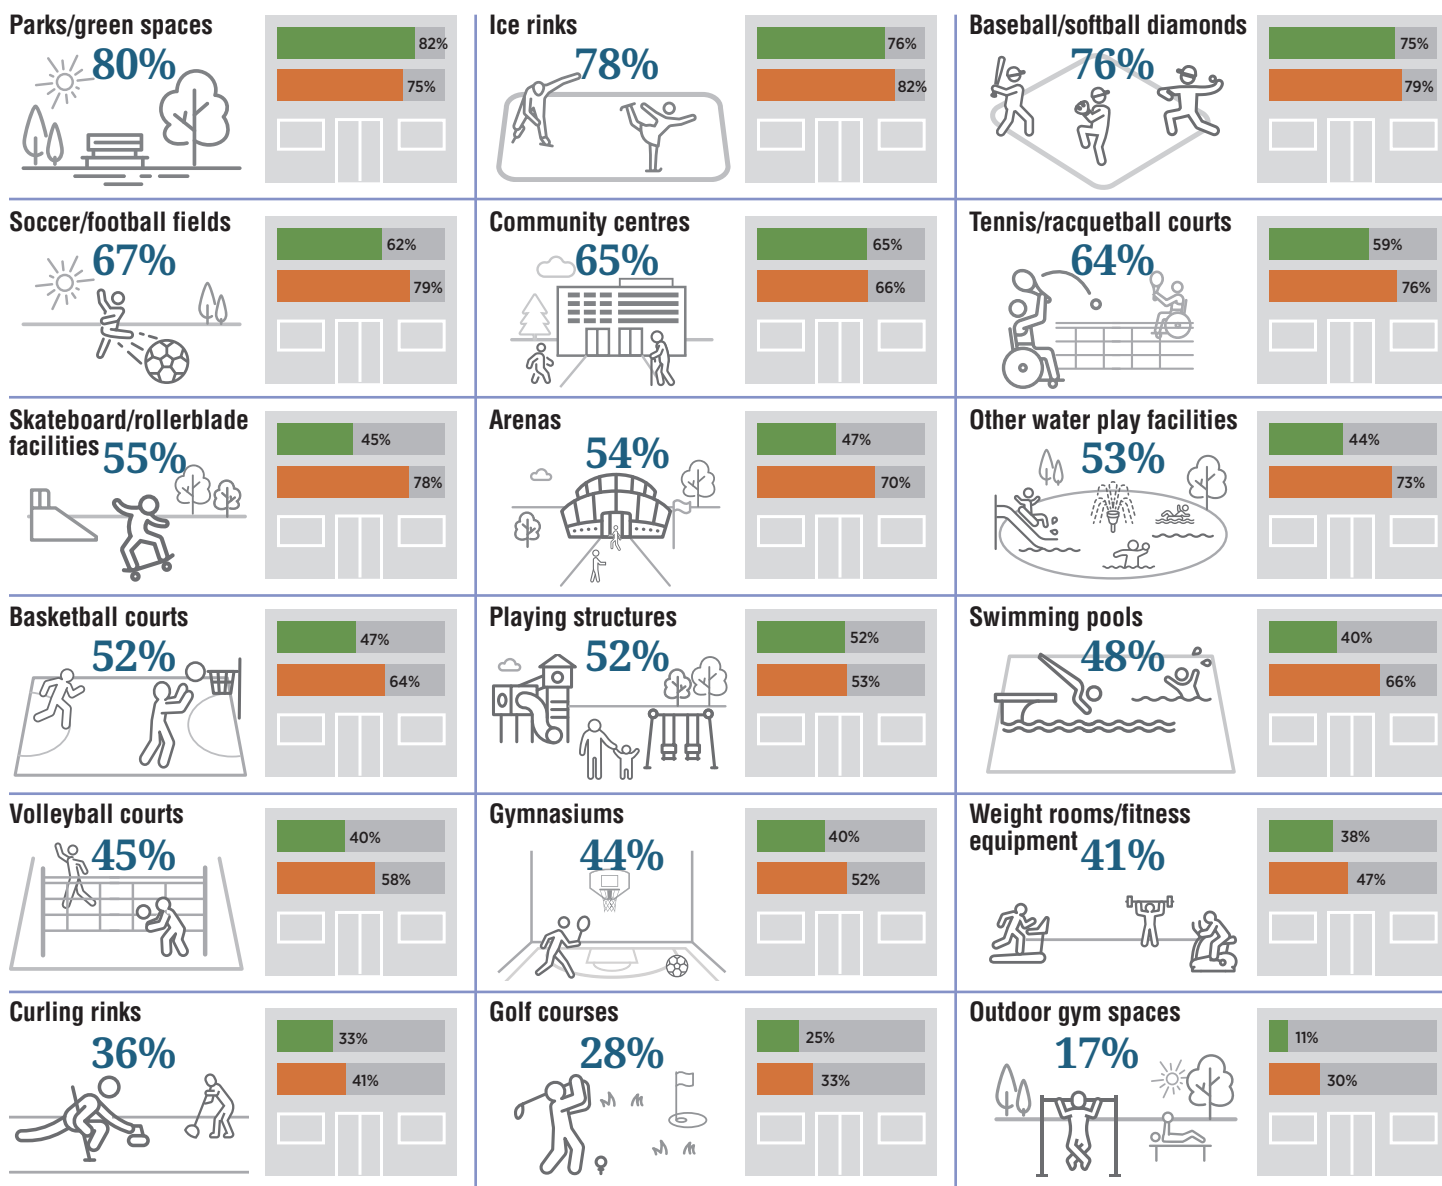 Parks/green spaces
80%
82%
75%
Ice rinks
78%
76%
82%
Baseball/softball diamonds
76%
75%
79%
Soccer/football fields
67%
62%
79%
Community centres
65%
65%
66%
Tennis/racquetball courts
64%
59%
76%
Skateboard/rollerblade
facilities
55%
45%
78%
Arenas
54%
47%
70%
Other water play facilities
53%
44%
73%
Basketball courts
52%
47%
64%
Playing structures
52%
52%
53%
Swimming pools
48%
40%
66%
Volleyball courts
45%
40%
58%
Gymnasiums
44%
40%
52%
Weight rooms/fitness
equipment
41%
38%
47%
Curling rinks
36%
33%
41%
Golf courses
28%
25%
33%
Outdoor gym spaces
17%
11%
30%